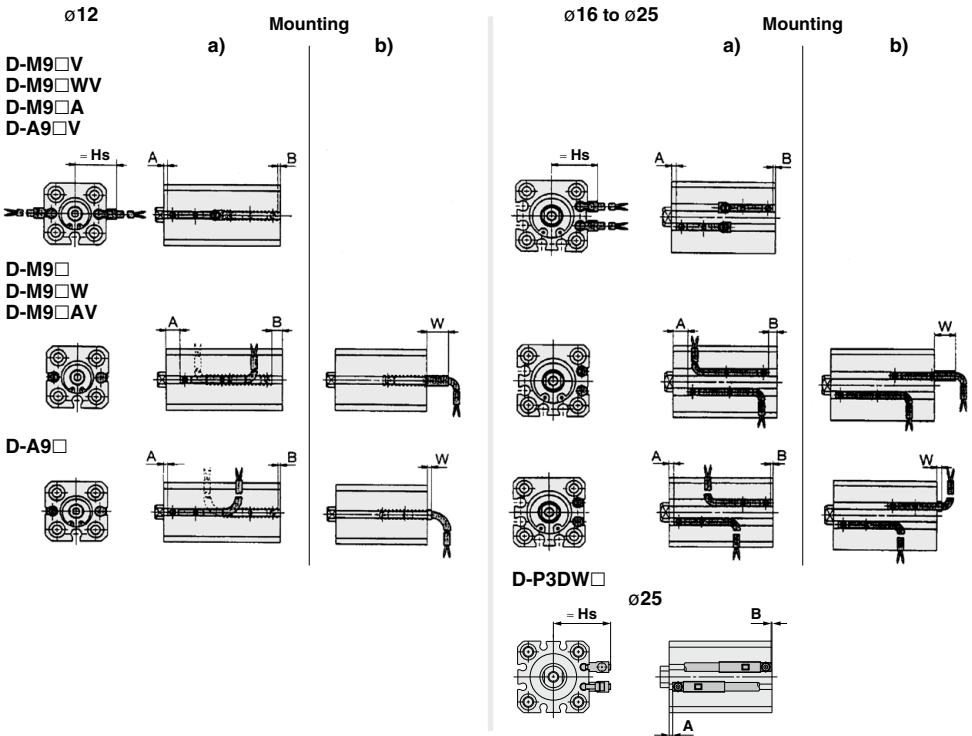 ø12
Mounting
a)
b)
D-M9□V
D-M9□WV
D-M9□A
D-A9□V
≈ Hs
A
B
D-M9□
D-M9□W
D-M9□AV
A
B
W
D-A9□
A
B
W
ø16 to ø25
Mounting
a)
b)
≈ Hs
A
B
A
B
W
A
B
W
D-P3DW□
ø25
≈ Hs
B
A